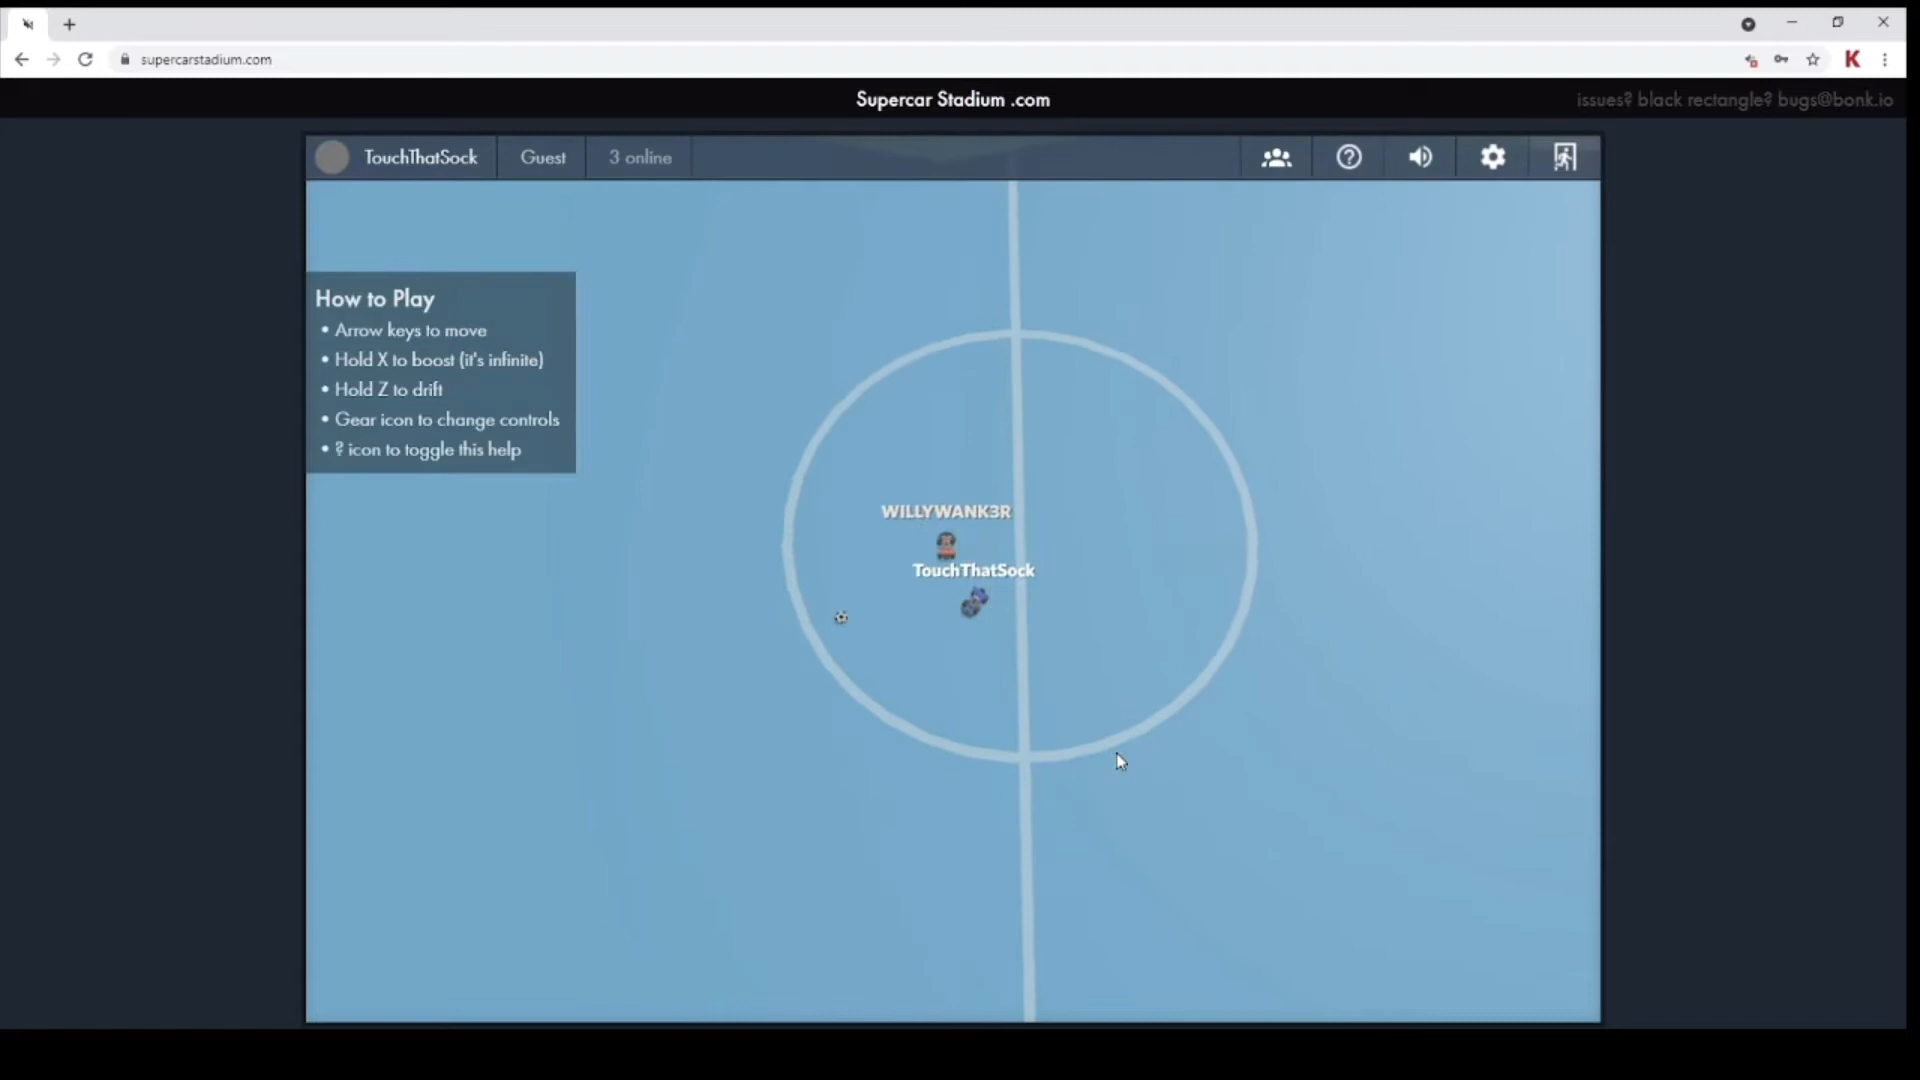 supercarstadium.com
K
Supercar Stadium .com
issues? black rectangle? bugs@bonk.io
TouchThatSock
Guest
3 online
How to Play
• Arrow keys to move
• Hold X to boost (it's infinite)
• Hold Z to drift
• Gear icon to change controls
• ? icon to toggle this help
WILLYWANK3R
TouchThatSock